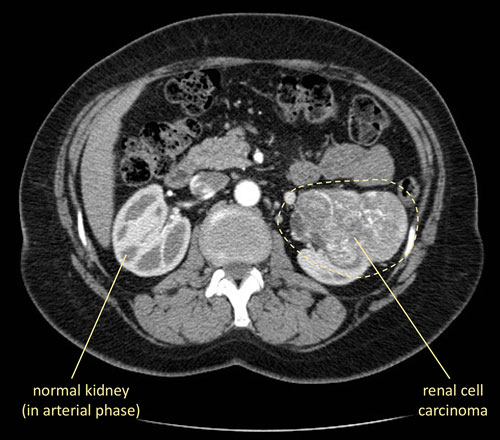 normal kidney
(in arterial phase)
renal cell
carcinoma